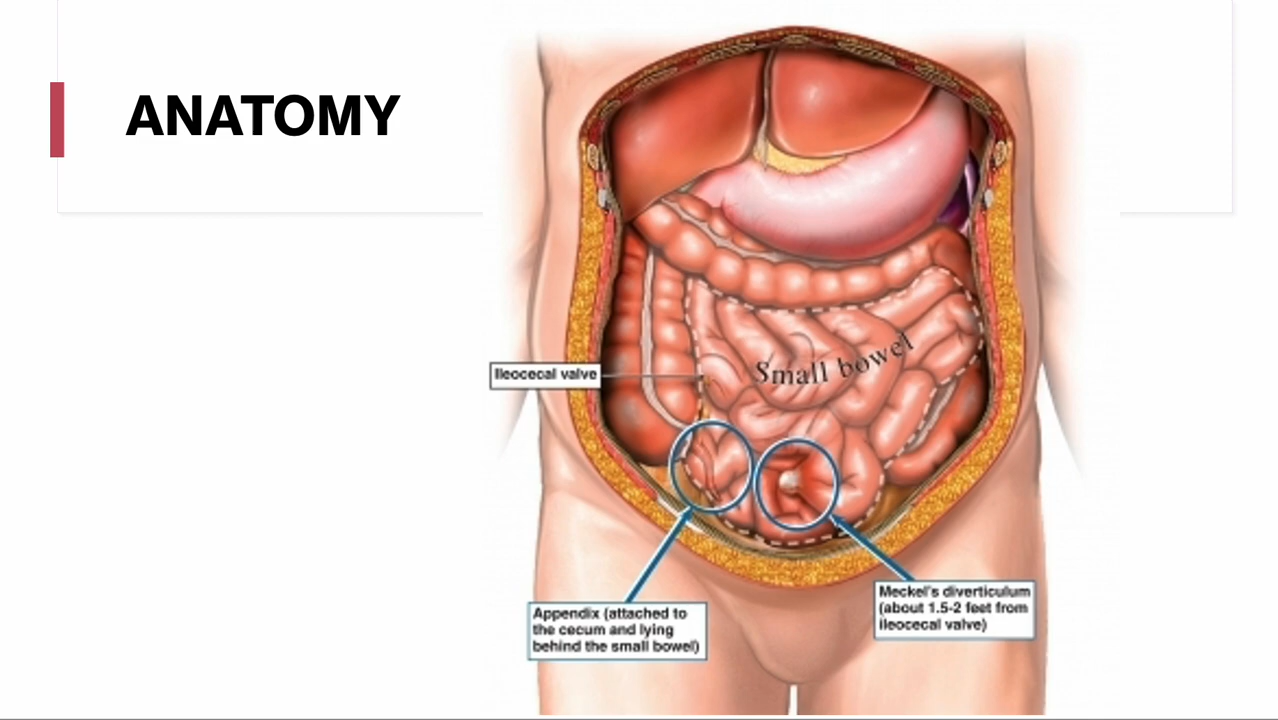 ANATOMY
Small bowel
Ileocecal valve
Appendix (attached to
the cecum and lying
behind the small bowel)
Meckel's diverticulum
(about 1.5-2 feet from
ileocecal valve)